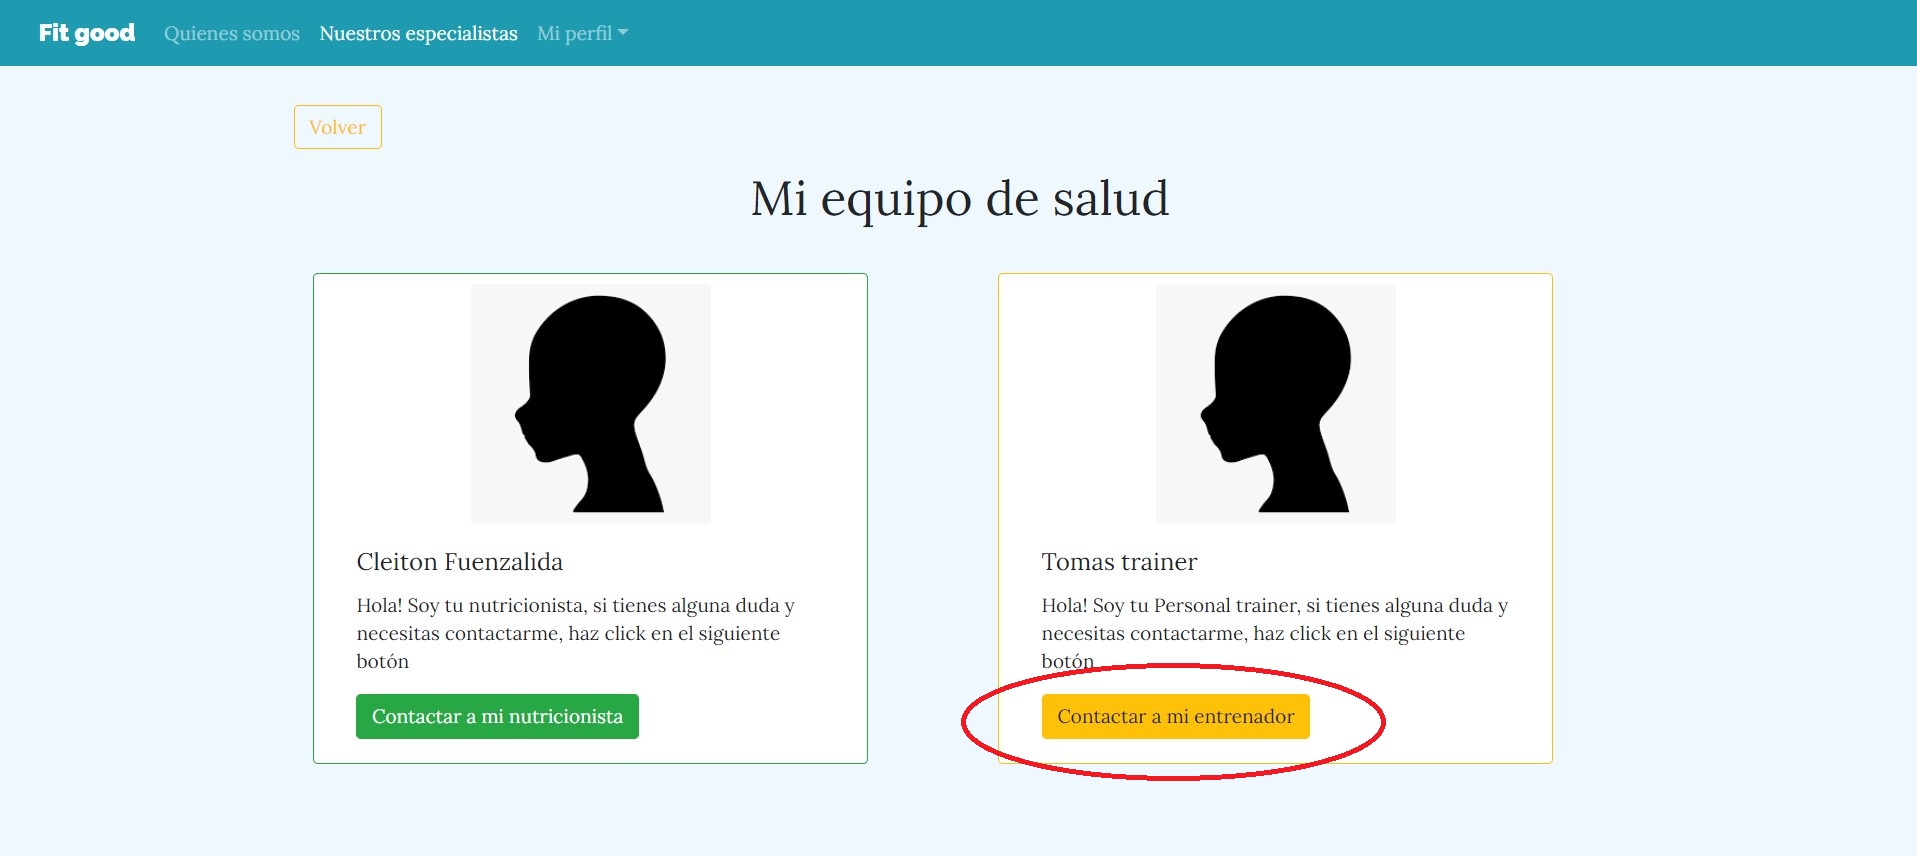 Fit good Quienes somos Nuestros especialistas Mi perfil
Volver
Mi equipo de salud
Cleiton Fuenzalida
Hola! Soy tu nutricionista, si tienes alguna duda y
necesitas contactarme, haz click en el siguiente
botón
Contactar a mi nutricionista
Tomas trainer
Hola! Soy tu Personal trainer, si tienes alguna duda y
necesitas contactarme, haz click en el siguiente
botón
Contactar a mi entrenador